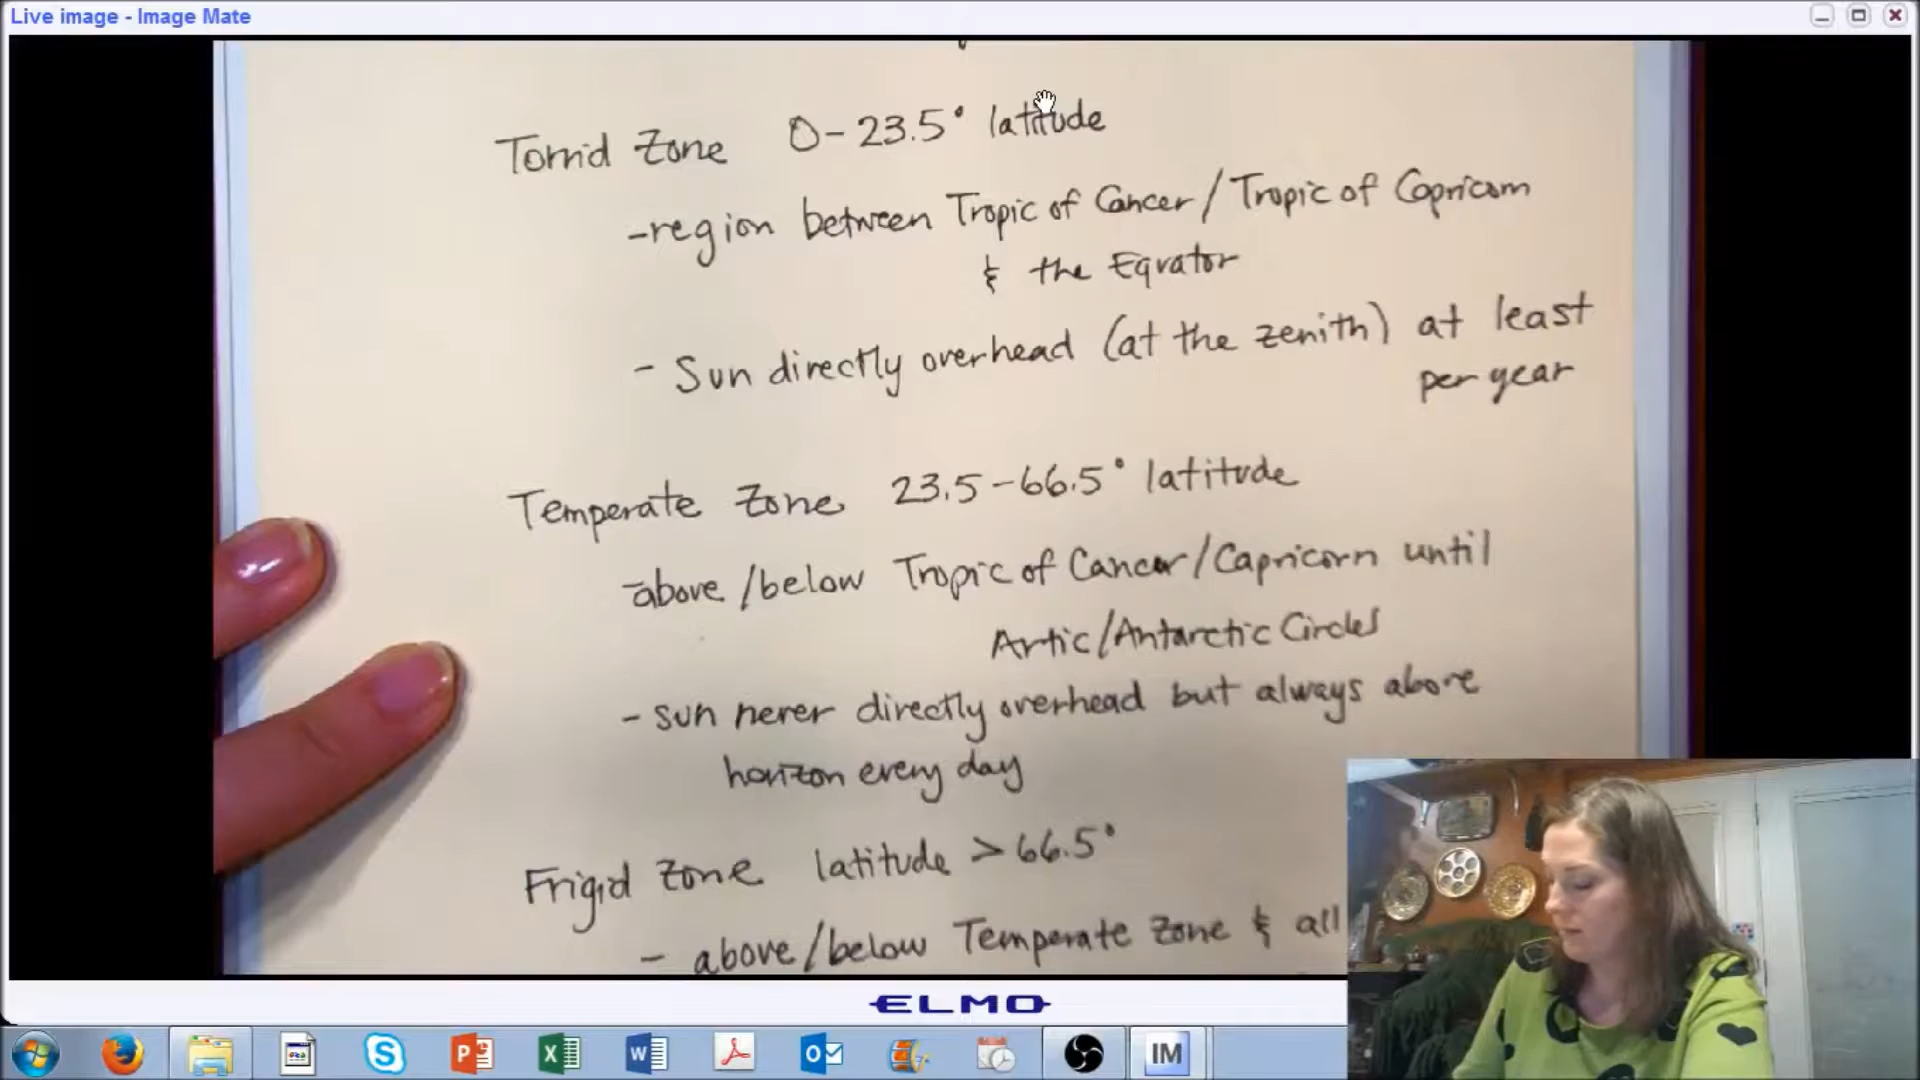 Live image - Image Mate
Torrid Zone 0-23.5° latitude
-region between Tropic of Cancer/Tropic of Capricorn
& the Equator
- Sun directly overhead (at the zenith) at least
per year
Temperate Zone 23.5-66.5° latitude
-above/below Tropic of Cancer/Capricorn until
Artic/Antarctic Circles
- sun never directly overhead but always above
horizon every day
Frigid Zone latitude >66.5°
- above/below Temperate Zone & all
ELMO
IM